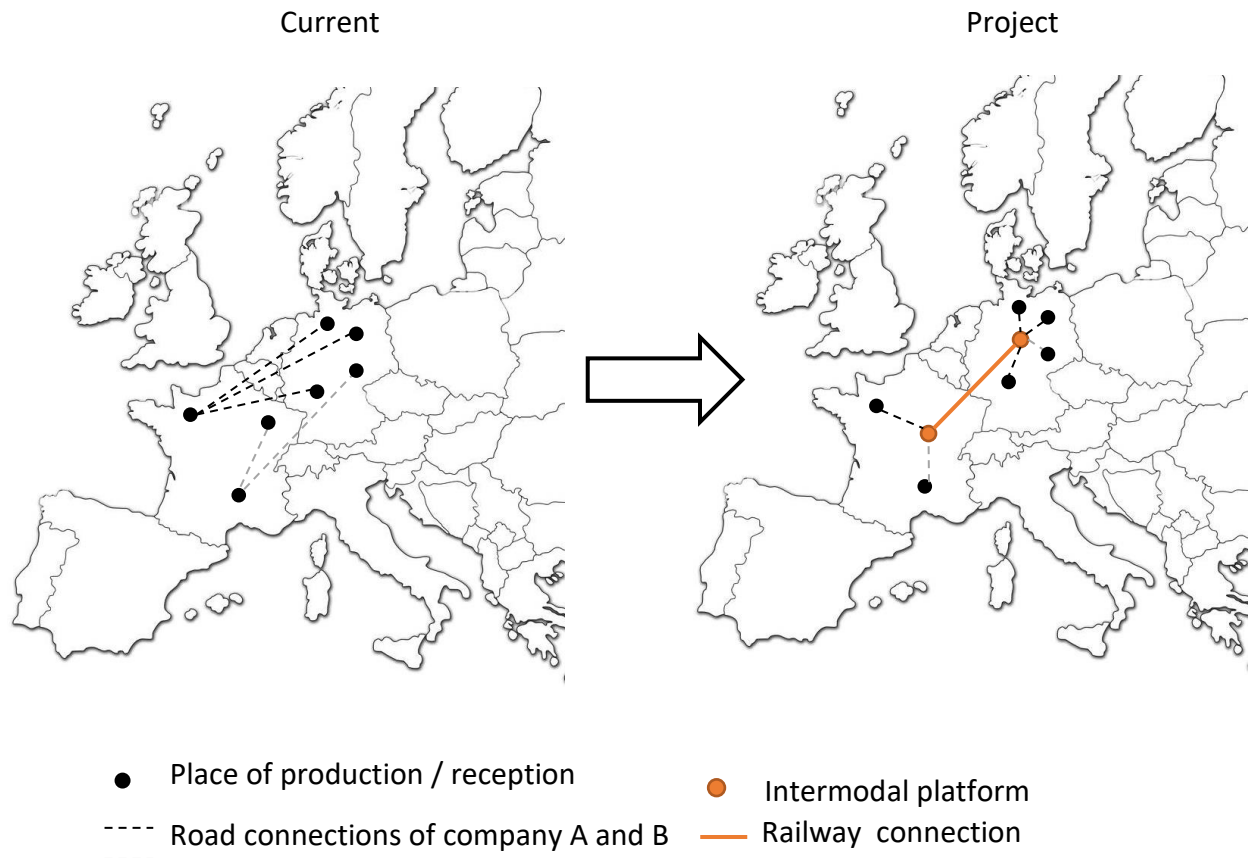 Current
Project
Place of production / reception
Intermodal platform
Road connections of company A and B
Railway connection